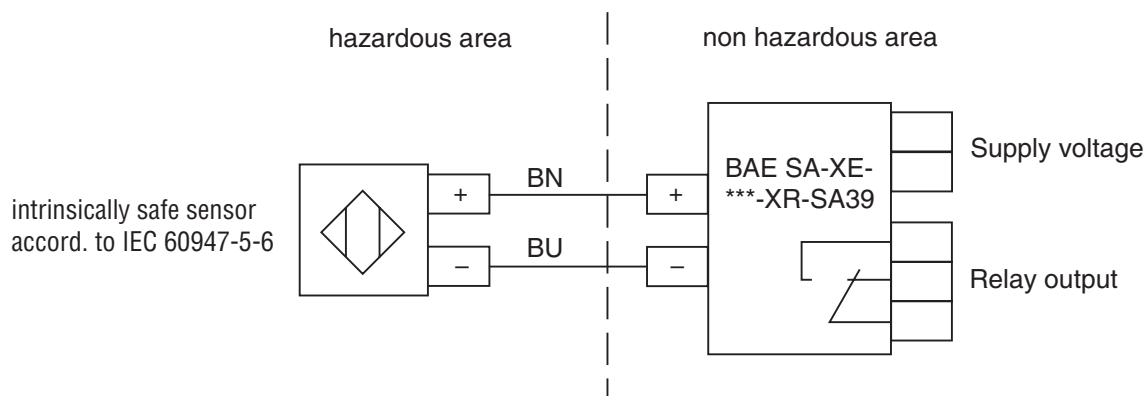 hazardous area
non hazardous area
BAE SA-XE-
***-XR-SA39
Supply voltage
+
BN
+
intrinsically safe sensor
accord. to IEC 60947-5-6
–
BU
–
Relay output